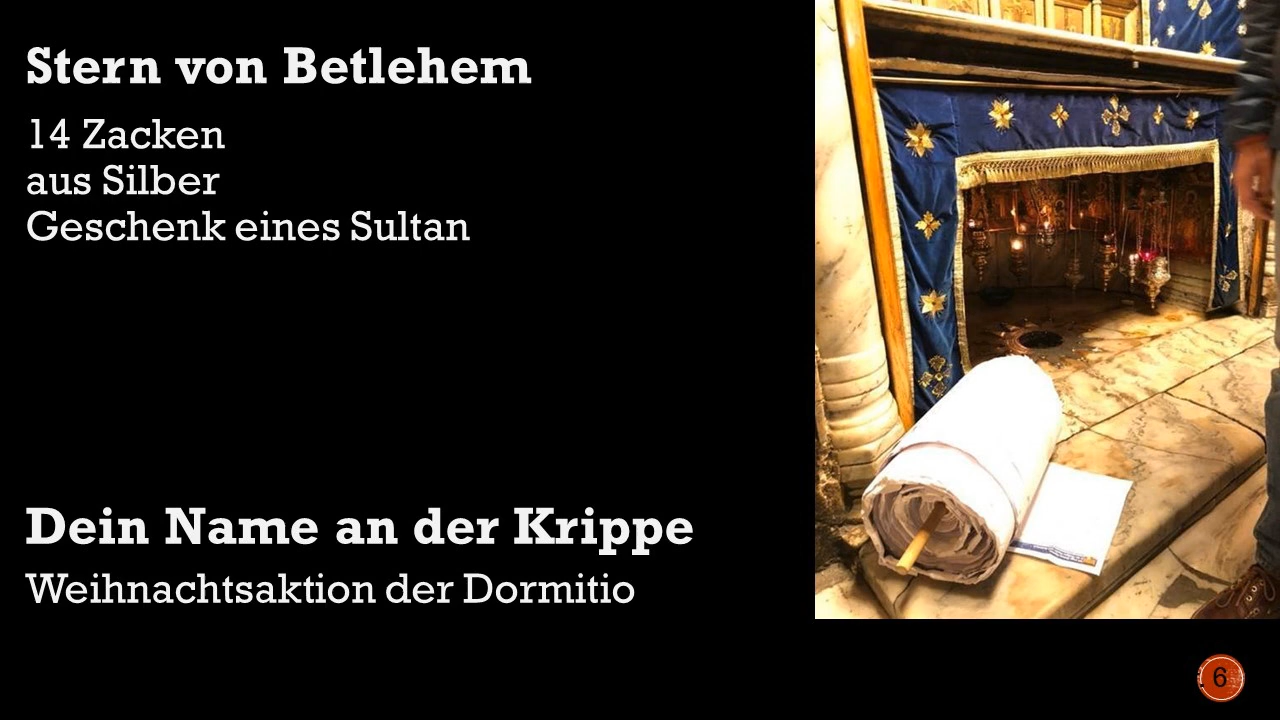 Stern von Betlehem
14 Zacken
aus Silber
Geschenk eines Sultan
Dein Name an der Krippe
Weihnachtsaktion der Dormitio
6